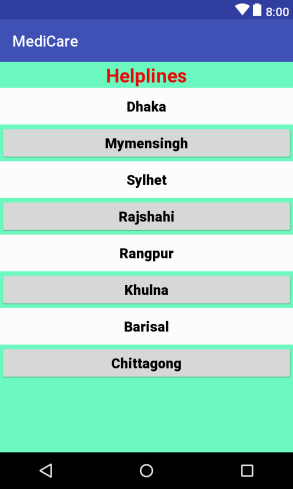 8:00
MediCare
Helplines
Dhaka
Mymensingh
Sylhet
Rajshahi
Rangpur
Khulna
Barisal
Chittagong